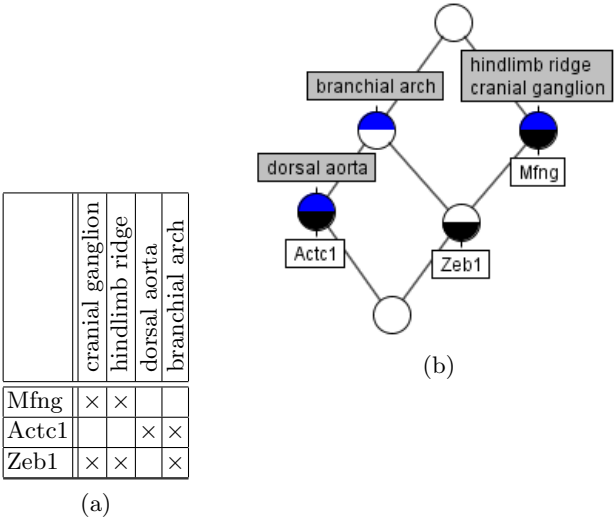 hindlimb ridge
cranial ganglion
branchial arch
dorsal aorta
Mfng
Actc1
Zeb1
(b)
cranial ganglion
hindlimb ridge
dorsal aorta
branchial arch
Mfng × ×
Actc1 × ×
Zeb1 × × ×
(a)